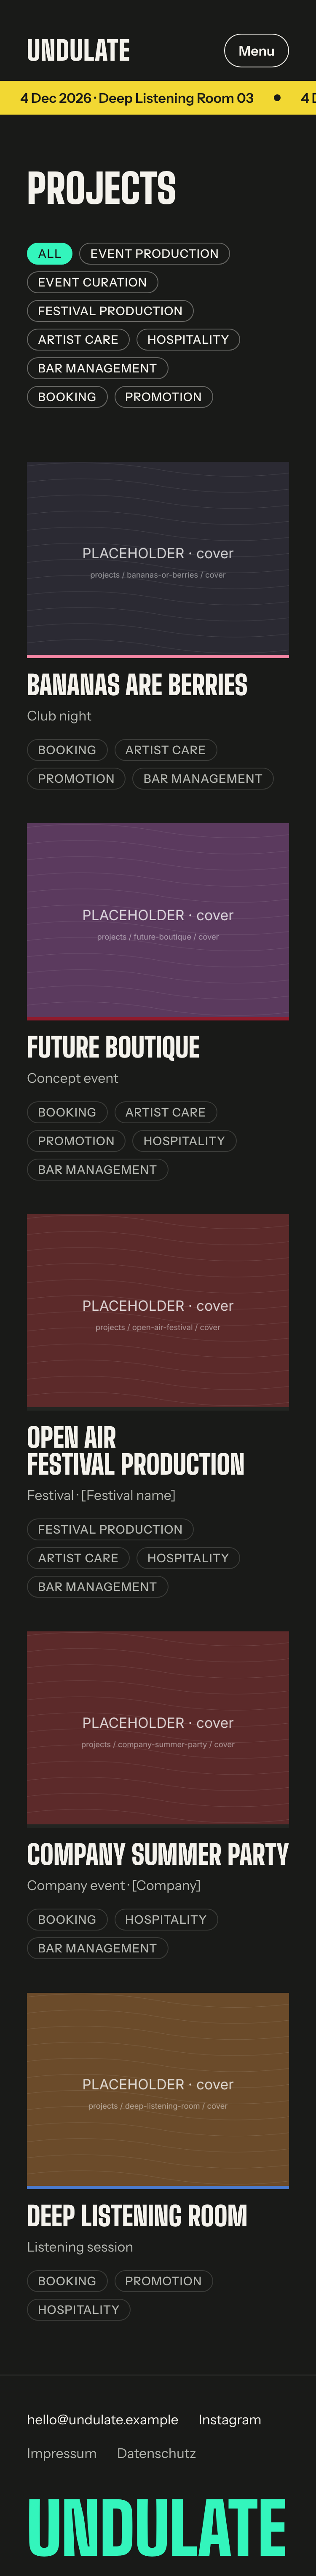 UNDULATE
Menu
4 Dec 2026 · Deep Listening Room 03 • 4 D
PROJECTS
ALL
EVENT PRODUCTION
EVENT CURATION
FESTIVAL PRODUCTION
ARTIST CARE
HOSPITALITY
BAR MANAGEMENT
BOOKING
PROMOTION
PLACEHOLDER · cover
projects / bananas-or-berries / cover
BANANAS ARE BERRIES
Club night
BOOKING
ARTIST CARE
PROMOTION
BAR MANAGEMENT
PLACEHOLDER · cover
projects / future-boutique / cover
FUTURE BOUTIQUE
Concept event
BOOKING
ARTIST CARE
PROMOTION
HOSPITALITY
BAR MANAGEMENT
PLACEHOLDER · cover
projects / open-air-festival / cover
OPEN AIR
FESTIVAL PRODUCTION
Festival · [Festival name]
FESTIVAL PRODUCTION
ARTIST CARE
HOSPITALITY
BAR MANAGEMENT
PLACEHOLDER · cover
projects / company-summer-party / cover
COMPANY SUMMER PARTY
Company event · [Company]
BOOKING
HOSPITALITY
BAR MANAGEMENT
PLACEHOLDER · cover
projects / deep-listening-room / cover
DEEP LISTENING ROOM
Listening session
BOOKING
PROMOTION
HOSPITALITY
hello@undulate.example
Instagram
Impressum
Datenschutz
UNDULATE